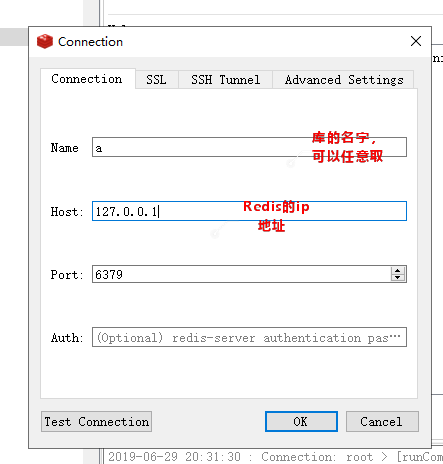 Connection
Connection SSL SSH Tunnel Advanced Settings
Name a
库的名字,
可以任意取
Host: 127.0.0.1
Redis的ip
地址
Port: 6379
Auth: (Optional) redis-server authentication pas…
Test Connection OK Cancel
2019-06-29 20:31:30 : Connection: root > [runCom